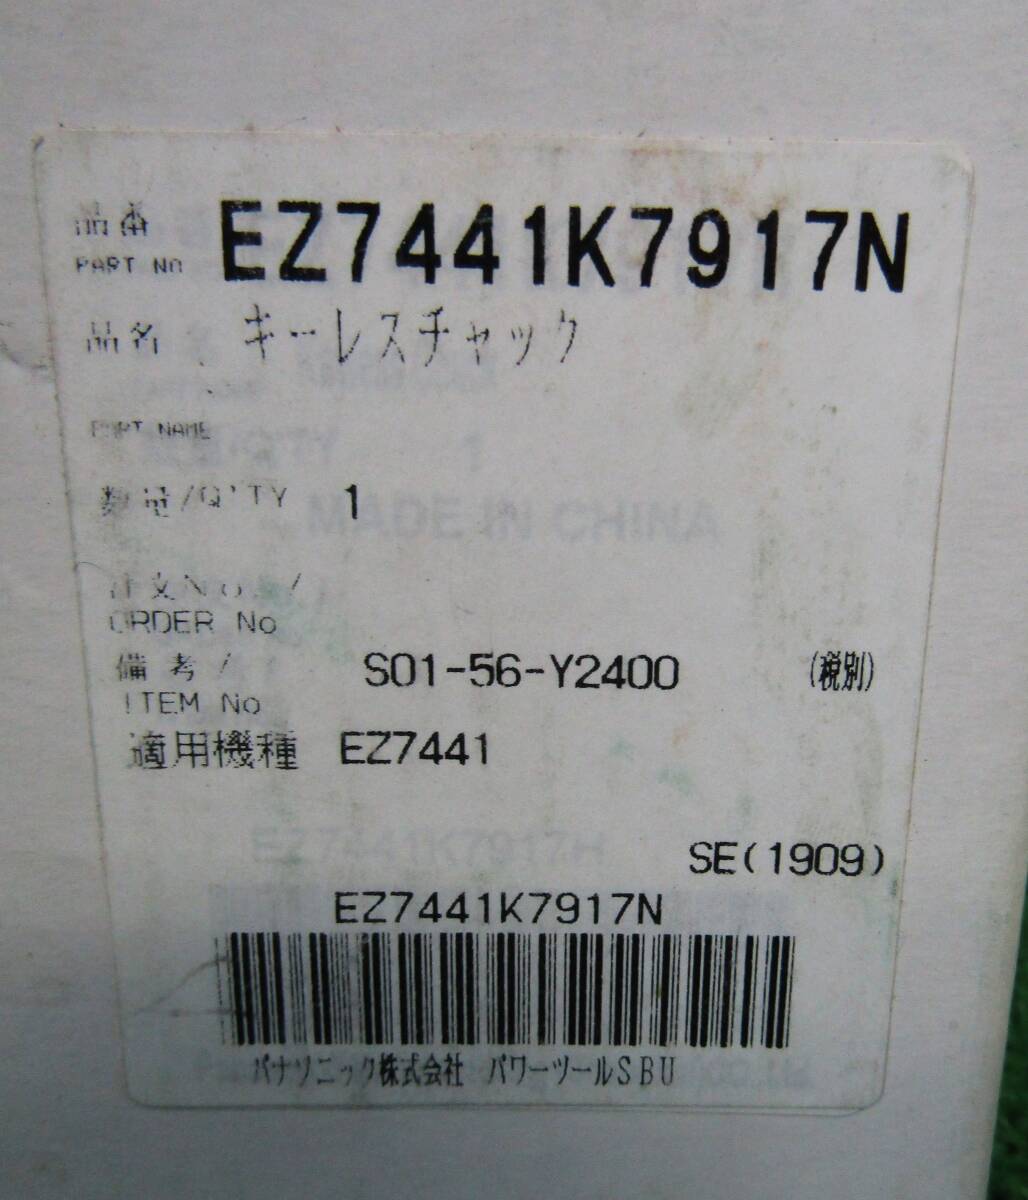 品番 EZ7441K7917N
PART NO
品名 キーレスチャック
PART NAME
数量/Q'TY 1
MADE IN CHINA
注文No./
ORDER No
備考/ S01-56-Y2400 (税別)
ITEM No
適用機種 EZ7441
SE(1909)
EZ7441K7917H
EZ7441K7917N
パナソニック株式会社 パワーツールSBU